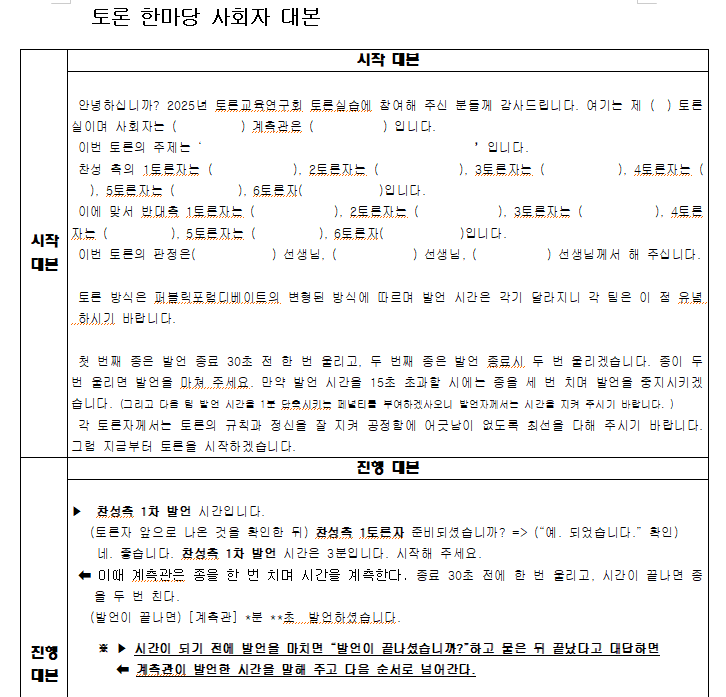 토론 한마당 사회자 대본
시작 대본
시작
대본
안녕하십니까? 2025년 토론교육연구회 토론실습에 참여해 주신 분들께 감사드립니다. 여기는 제 (  ) 토론
실이며 사회자는 (          ) 계측관은 (          ) 입니다.
이번 토론의 주제는 ‘                                        ’ 입니다.
찬성 측의 1토론자는 (            ), 2토론자는 (            ), 3토론자는 (            ), 4토론자는 (
   ), 5토론자는 (          ), 6토론자(            )입니다.
이에 맞서 반대측 1토론자는 (            ), 2토론자는 (            ), 3토론자는 (            ), 4토론
자는 (          ), 5토론자는 (          ), 6토론자(            )입니다.
이번 토론의 판정은(            ) 선생님, (            ) 선생님, (            ) 선생님께서 해 주십니다.
토론 방식은 퍼블릭포럼디베이트의 변형된 방식에 따르며 발언 시간은 각기 달라지니 각 팀은 이 점 유념
하시기 바랍니다.
첫 번째 종은 발언 종료 30초 전 한 번 울리고, 두 번째 종은 발언 종료시 두 번 울리겠습니다. 종이 두
번 울리면 발언을 마쳐 주세요. 만약 발언 시간을 15초 초과할 시에는 종을 세 번 치며 발언을 중지시키겠
습니다. (그리고 다음 팀 발언 시간을 1분 단축시키는 페널티를 부여하겠사오니 발언자께서는 시간을 지켜 주시기 바랍니다. )
각 토론자께서는 토론의 규칙과 정신을 잘 지켜 공정함에 어긋남이 없도록 최선을 다해 주시기 바랍니다.
그럼 지금부터 토론을 시작하겠습니다.
진행 대본
진행
대본
▶ 찬성측 1차 발언 시간입니다.
(토론자 앞으로 나온 것을 확인한 뒤) 찬성측 1토론자 준비되셨습니까? => (“예. 되었습니다.” 확인)
네. 좋습니다. 찬성측 1차 발언 시간은 3분입니다. 시작해 주세요.
⬅ 이때 계측관은 종을 한 번 치며 시간을 계측한다. 종료 30초 전에 한 번 울리고, 시간이 끝나면 종
을 두 번 친다.
(발언이 끝나면) [계측관] *분 **초 발언하셨습니다.
※ ▶ 시간이 되기 전에 발언을 마치면 “발언이 끝나셨습니까?”하고 물은 뒤 끝났다고 대답하면
⬅ 계측관이 발언한 시간을 말해 주고 다음 순서로 넘어간다.